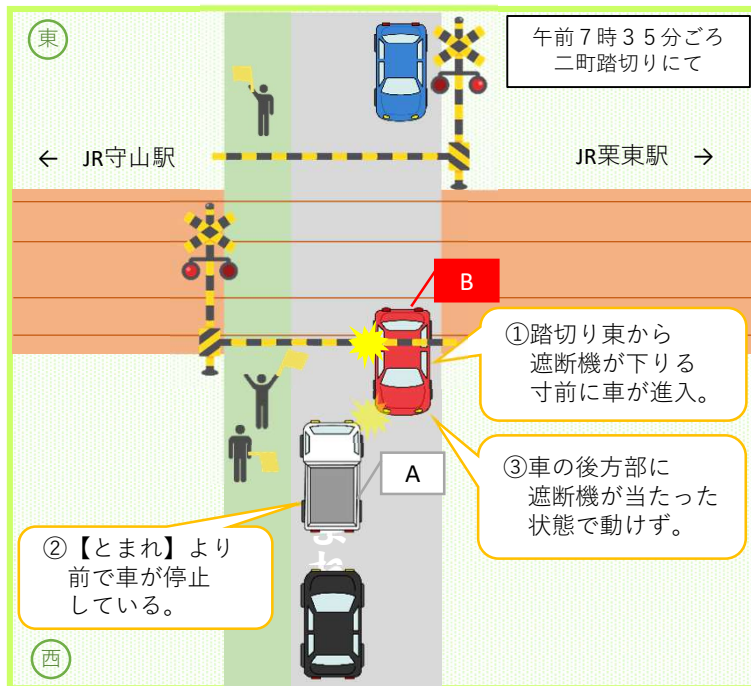 東
午前７時３５分ごろ
二町踏切りにて
← JR守山駅
JR栗東駅 →
B
①踏切り東から
遮断機が下りる
寸前に車が進入。
A
③車の後方部に
遮断機が当たった
状態で動けず。
②【とまれ】より
前で車が停止
している。
西